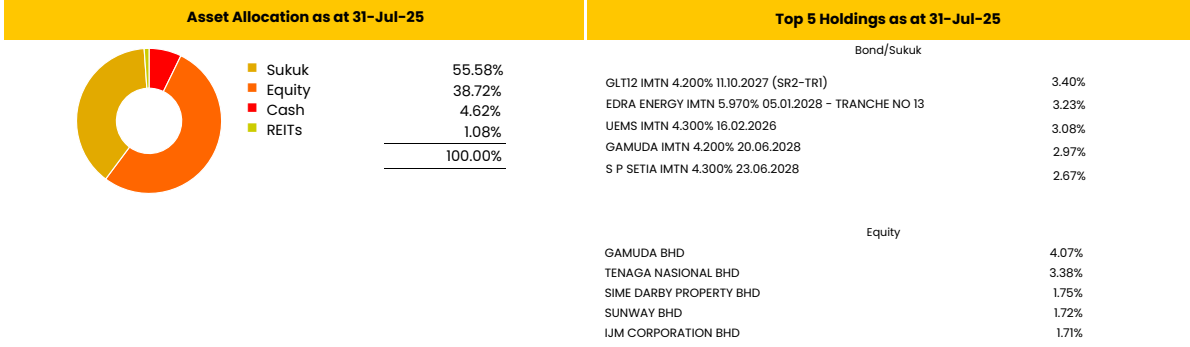 Asset Allocation as at 31-Jul-25
Sukuk 55.58%
Equity 38.72%
Cash 4.62%
REITs 1.08%
100.00%
Top 5 Holdings as at 31-Jul-25
Bond/Sukuk
GLT12 IMTN 4.200% 11.10.2027 (SR2-TR1) 3.40%
EDRA ENERGY IMTN 5.970% 05.01.2028 - TRANCHE NO 13 3.23%
UEMS IMTN 4.300% 16.02.2026 3.08%
GAMUDA IMTN 4.200% 20.06.2028 2.97%
S P SETIA IMTN 4.300% 23.06.2028 2.67%
Equity
GAMUDA BHD 4.07%
TENAGA NASIONAL BHD 3.38%
SIME DARBY PROPERTY BHD 1.75%
SUNWAY BHD 1.72%
IJM CORPORATION BHD 1.71%